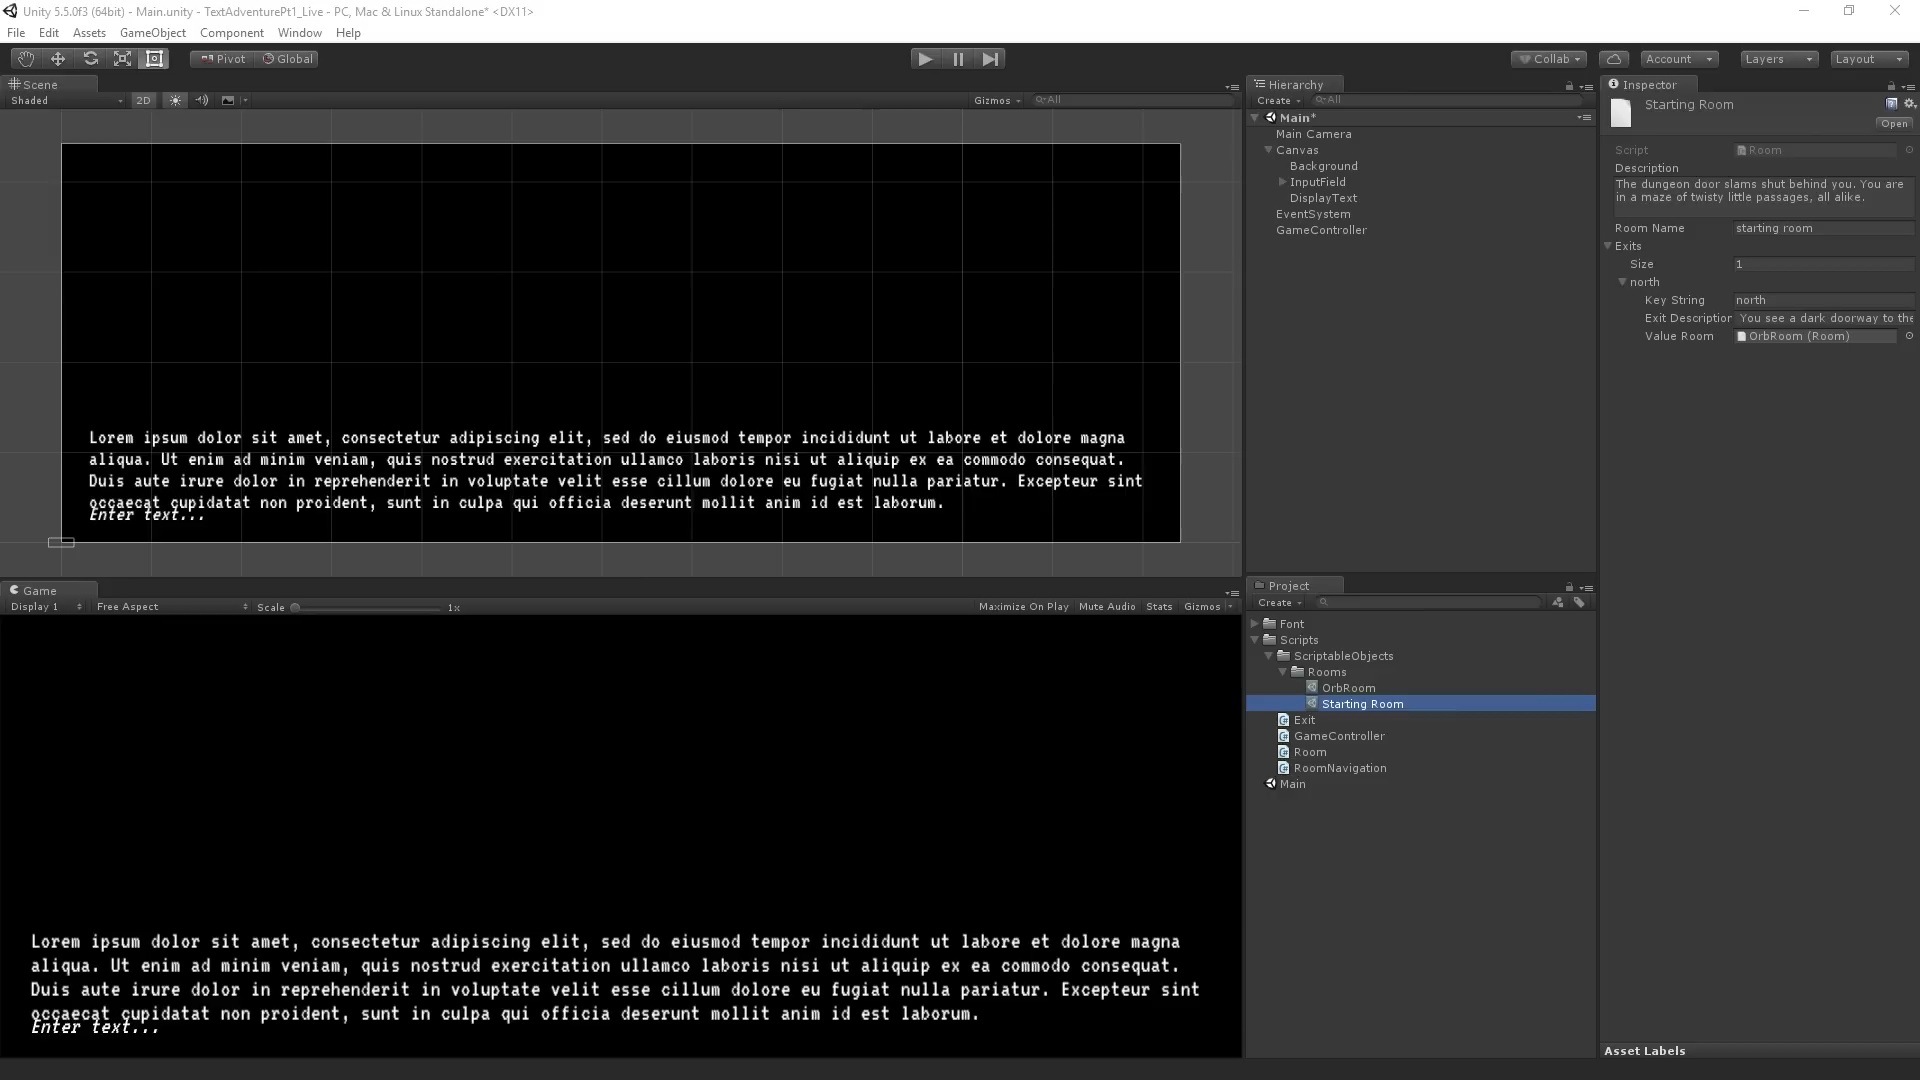 Unity 5.5.0f3 (64bit) - Main.unity - TextAdventurePt1_Live - PC, Mac & Linux Standalone* <DX11>
File Edit Assets GameObject Component Window Help
Pivot Global Collab Account Layers Layout
Scene
Shaded 2D Gizmos All
Lorem ipsum dolor sit amet, consectetur adipiscing elit, sed do eiusmod tempor incididunt ut labore et dolore magna
aliqua. Ut enim ad minim veniam, quis nostrud exercitation ullamco laboris nisi ut aliquip ex ea commodo consequat.
Duis aute irure dolor in reprehenderit in voluptate velit esse cillum dolore eu fugiat nulla pariatur. Excepteur sint
occaecat cupidatat non proident, sunt in culpa qui officia deserunt mollit anim id est laborum.
Enter text...
Game
Display 1 Free Aspect Scale 1x Maximize On Play Mute Audio Stats Gizmos
Lorem ipsum dolor sit amet, consectetur adipiscing elit, sed do eiusmod tempor incididunt ut labore et dolore magna
aliqua. Ut enim ad minim veniam, quis nostrud exercitation ullamco laboris nisi ut aliquip ex ea commodo consequat.
Duis aute irure dolor in reprehenderit in voluptate velit esse cillum dolore eu fugiat nulla pariatur. Excepteur sint
occaecat cupidatat non proident, sunt in culpa qui officia deserunt mollit anim id est laborum.
Enter text...
Hierarchy
Create All
Main*
Main Camera
Canvas
Background
InputField
DisplayText
EventSystem
GameController
Project
Create
Font
Scripts
ScriptableObjects
Rooms
OrbRoom
Starting Room
Exit
GameController
Room
RoomNavigation
Main
Inspector
Starting Room
Open
Script Room
Description
The dungeon door slams shut behind you. You are
in a maze of twisty little passages, all alike.
Room Name starting room
Exits
Size 1
north
Key String north
Exit Description You see a dark doorway to the
Value Room OrbRoom (Room)
Asset Labels